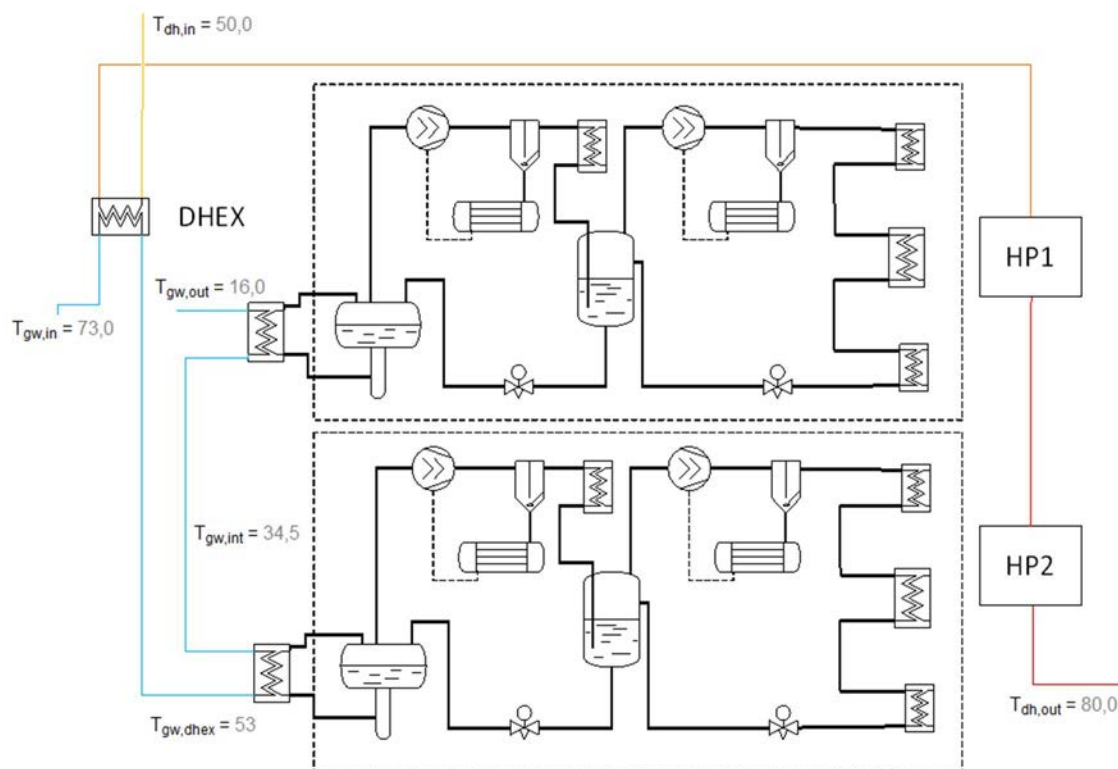 T_dh,in = 50,0
DHEX
HP1
T_gw,out = 16,0
T_gw,in = 73,0
T_gw,int = 34,5
HP2
T_gw,dhex = 53
T_dh,out = 80,0